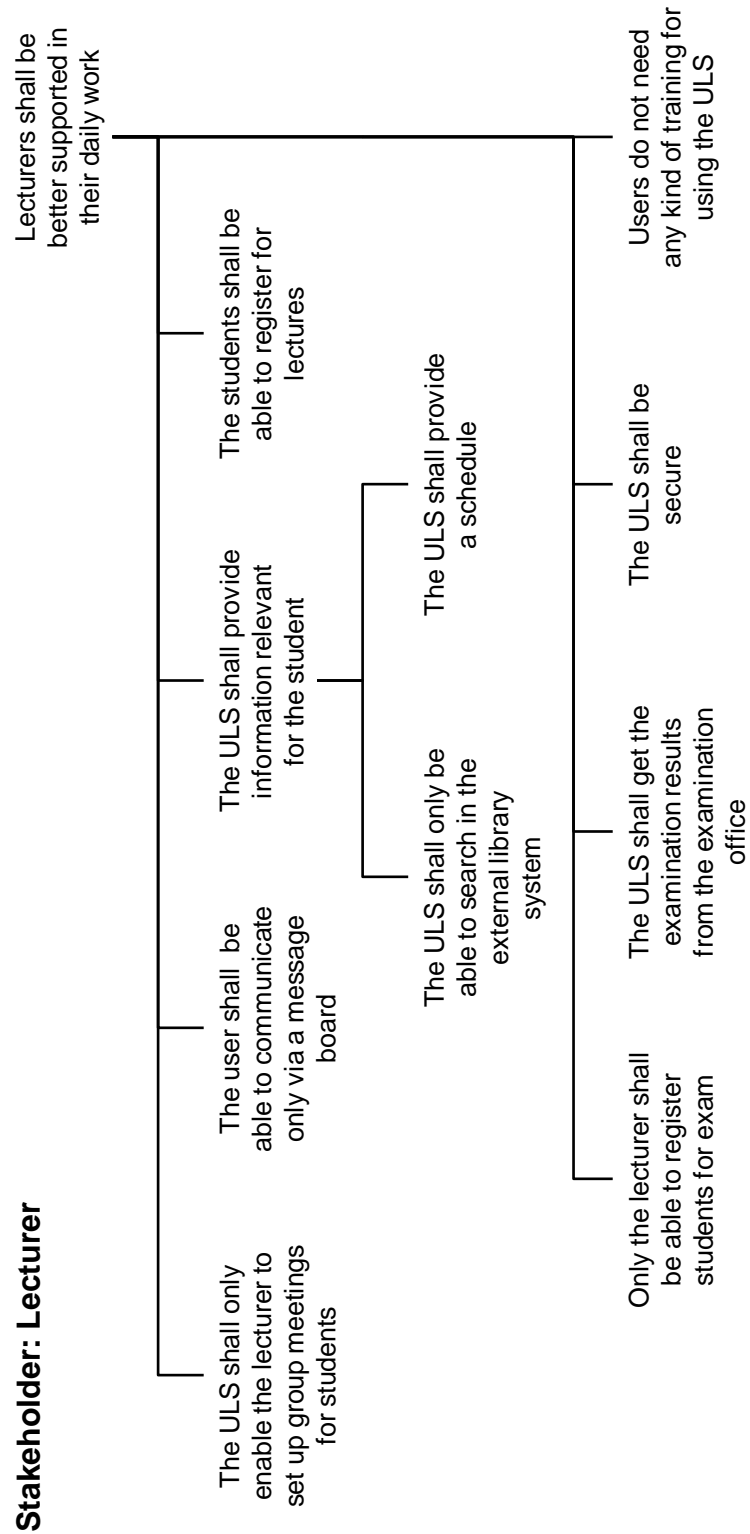 Stakeholder: Lecturer
Lecturers shall be
better supported in
their daily work
The ULS shall only
enable the lecturer to
set up group meetings
for students
The user shall be
able to communicate
only via a message
board
The ULS shall provide
information relevant
for the student
The students shall be
able to register for
lectures
The ULS shall only be
able to search in the
external library
system
The ULS shall provide
a schedule
Only the lecturer shall
be able to register
students for exam
The ULS shall get the
examination results
from the examination
office
The ULS shall be
secure
Users do not need
any kind of training for
using the ULS